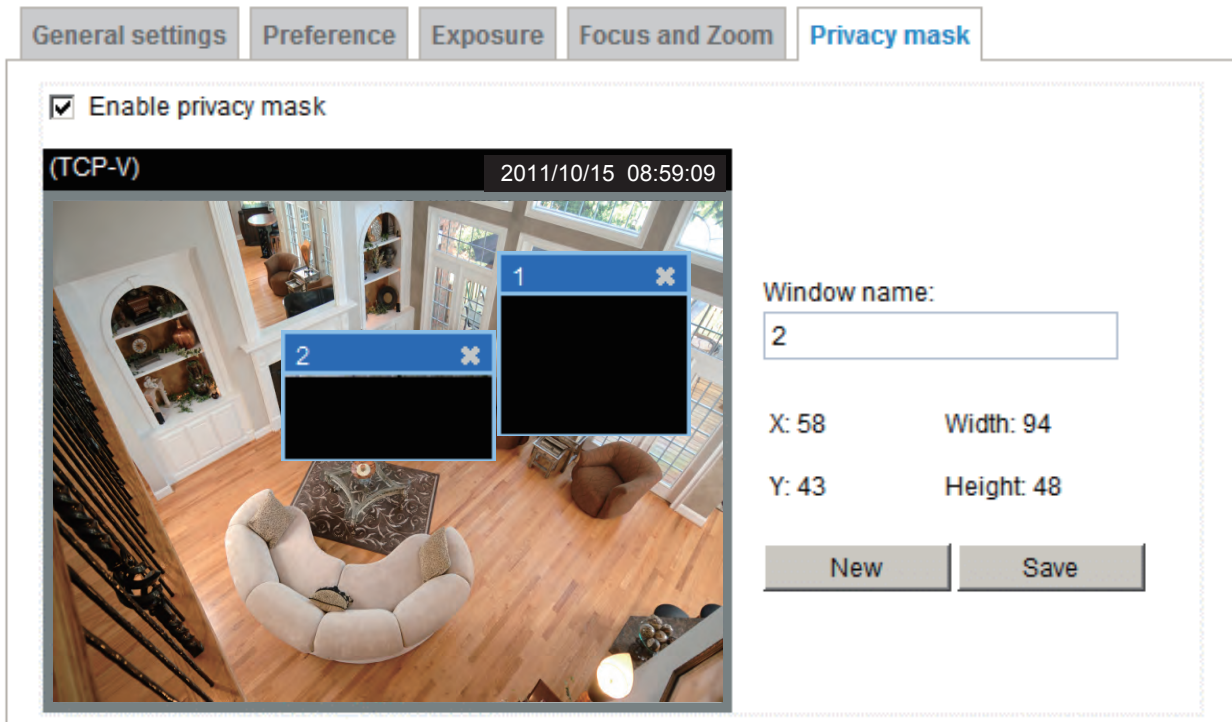 General settings Preference Exposure Focus and Zoom Privacy mask
Enable privacy mask
(TCP-V) 2011/10/15 08:59:09
1
2
Window name:
2
X: 58 Width: 94
Y: 43 Height: 48
New Save